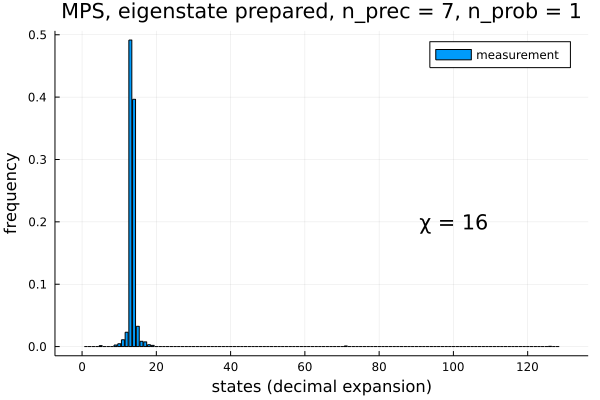 MPS, eigenstate prepared, n_prec = 7, n_prob = 1
measurement
χ = 16
frequency
0.5
0.4
0.3
0.2
0.1
0.0
0 20 40 60 80 100 120
states (decimal expansion)